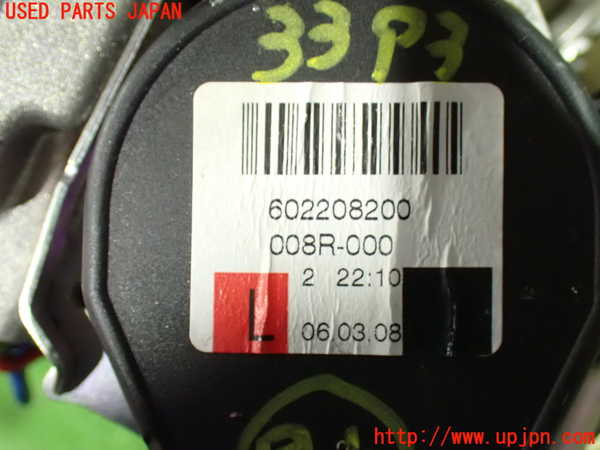 USED PARTS JAPAN
33P3
602208200
008R-000
2 22:10
L
06.03.08
http://www.upjpn.com/